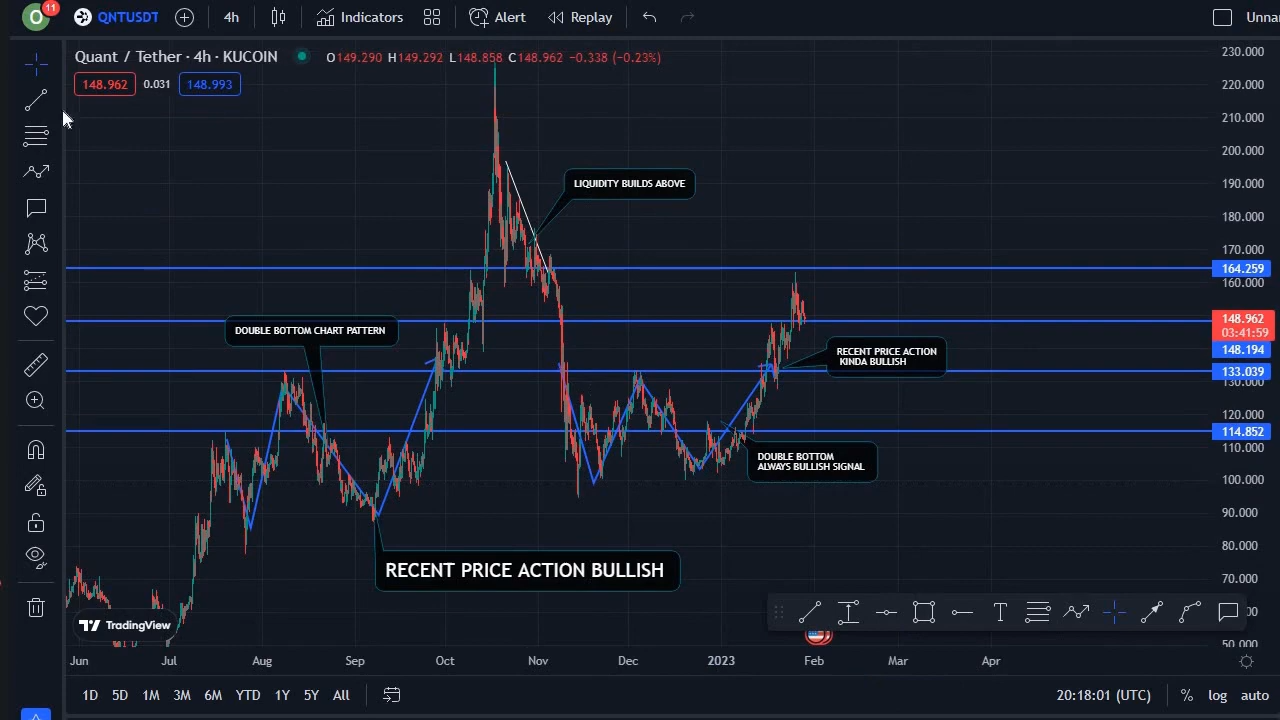 O
11
QNTUSDT
4h
Indicators
Alert
Replay
Unnar
Quant / Tether · 4h · KUCOIN
O149.290 H149.292 L148.858 C148.962 −0.338 (−0.23%)
148.962
0.031
148.993
230.000
220.000
210.000
200.000
190.000
180.000
170.000
164.259
160.000
148.962
03:41:59
148.194
133.039
130.000
120.000
114.852
110.000
100.000
90.000
80.000
70.000
60.000
50.000
LIQUIDITY BUILDS ABOVE
DOUBLE BOTTOM CHART PATTERN
RECENT PRICE ACTION
KINDA BULLISH
DOUBLE BOTTOM
ALWAYS BULLISH SIGNAL
RECENT PRICE ACTION BULLISH
TradingView
T
Jun
Jul
Aug
Sep
Oct
Nov
Dec
2023
Feb
Mar
Apr
1D
5D
1M
3M
6M
YTD
1Y
5Y
All
20:18:01 (UTC)
%
log
auto